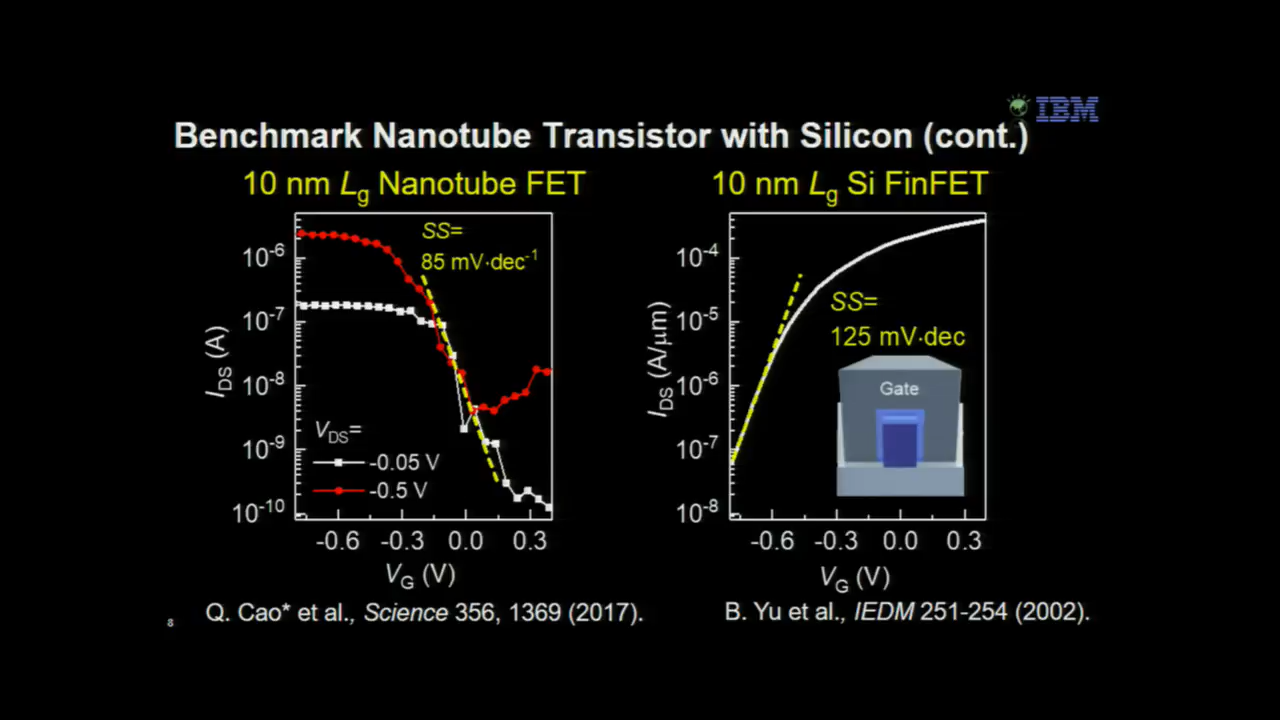 IBM
Benchmark Nanotube Transistor with Silicon (cont.)
10 nm Lg Nanotube FET
SS=
85 mV·dec⁻¹
10⁻⁶
10⁻⁷
10⁻⁸
10⁻⁹
10⁻¹⁰
IDS (A)
VDS=
-0.05 V
-0.5 V
-0.6 -0.3 0.0 0.3
VG (V)
Q. Cao* et al., Science 356, 1369 (2017).
10 nm Lg Si FinFET
10⁻⁴
10⁻⁵
10⁻⁶
10⁻⁷
10⁻⁸
IDS (A/μm)
SS=
125 mV·dec
Gate
-0.6 -0.3 0.0 0.3
VG (V)
B. Yu et al., IEDM 251-254 (2002).
8